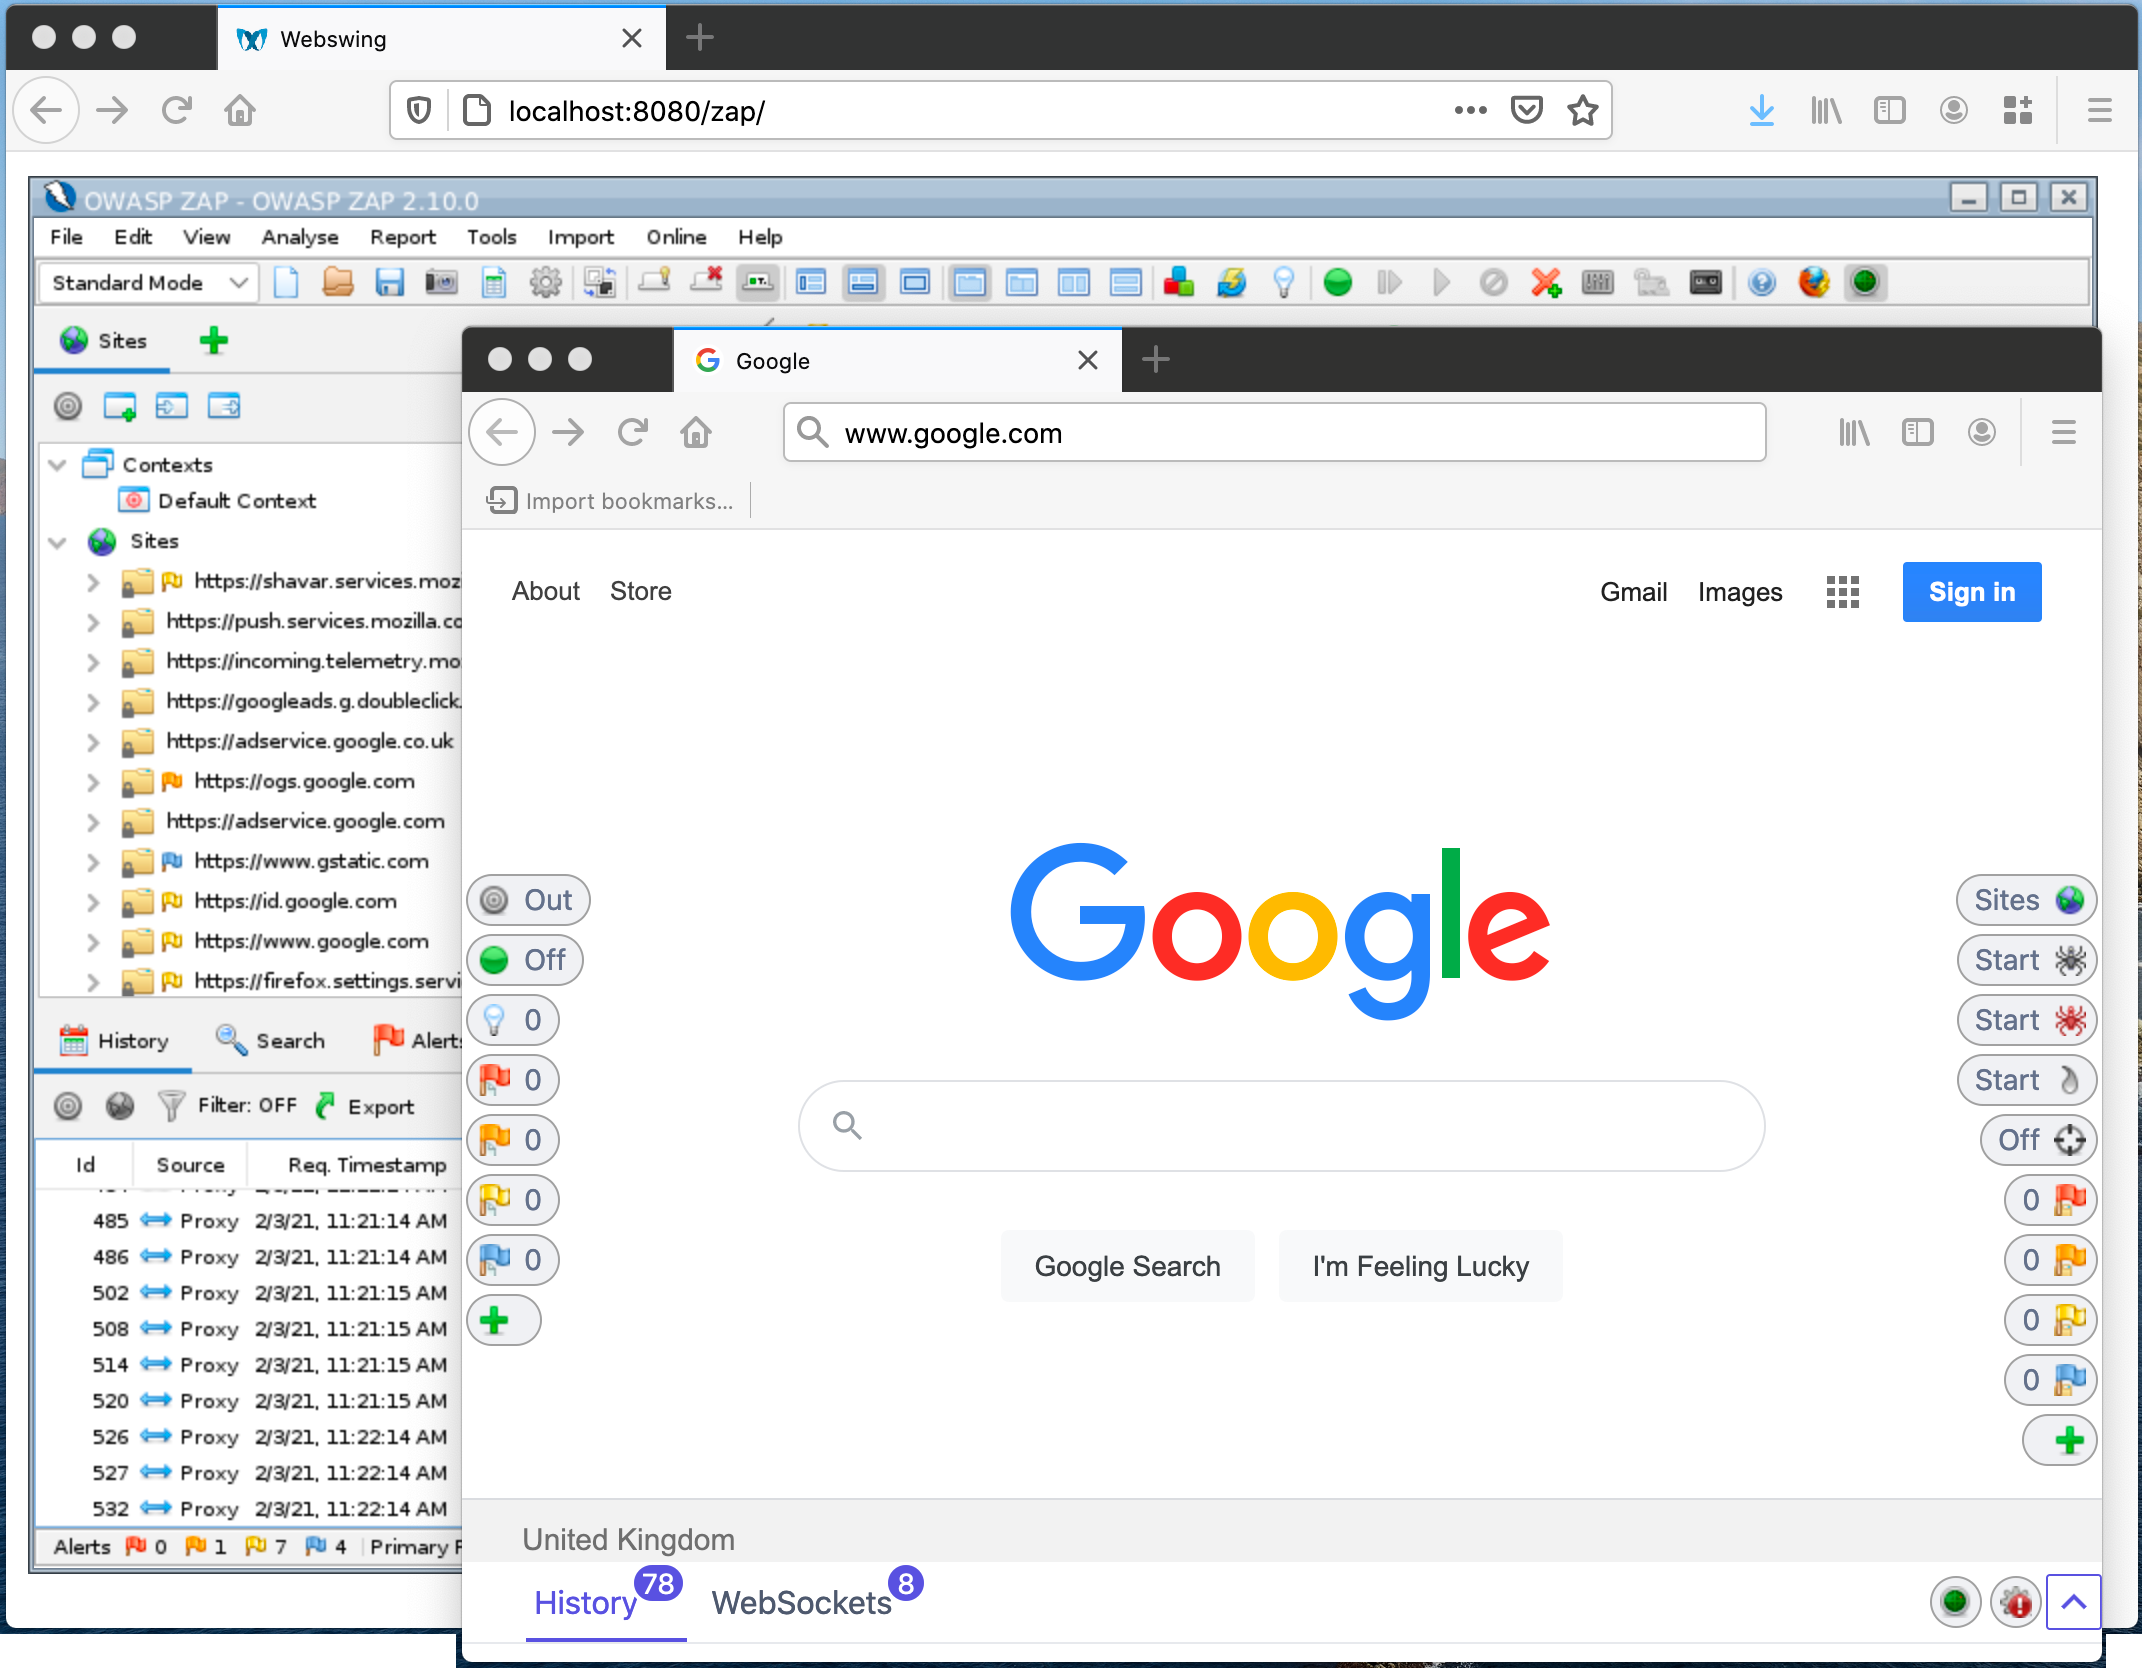 Webswing
localhost:8080/zap/
OWASP ZAP - OWASP ZAP 2.10.0
File Edit View Analyse Report Tools Import Online Help
Standard Mode
Sites
Contexts
Default Context
Sites
https://shavar.services.moz
https://push.services.mozilla.co
https://incoming.telemetry.mo
https://googleads.g.doubleclick.
https://adservice.google.co.uk
https://ogs.google.com
https://adservice.google.com
https://www.gstatic.com
https://id.google.com
https://www.google.com
https://firefox.settings.servi
History Search Alerts
Filter: OFF Export
Id Source Req. Timestamp
485 Proxy 2/3/21, 11:21:14 AM
486 Proxy 2/3/21, 11:21:14 AM
502 Proxy 2/3/21, 11:21:15 AM
508 Proxy 2/3/21, 11:21:15 AM
514 Proxy 2/3/21, 11:21:15 AM
520 Proxy 2/3/21, 11:21:15 AM
526 Proxy 2/3/21, 11:22:14 AM
527 Proxy 2/3/21, 11:22:14 AM
532 Proxy 2/3/21, 11:22:14 AM
Alerts 0 1 7 4 Primary P
Google
www.google.com
Import bookmarks...
About Store Gmail Images Sign in
Google
Out
Off
0
0
0
0
0
Sites
Start
Start
Start
Off
0
0
0
0
Google Search I'm Feeling Lucky
United Kingdom
History 78 WebSockets 8